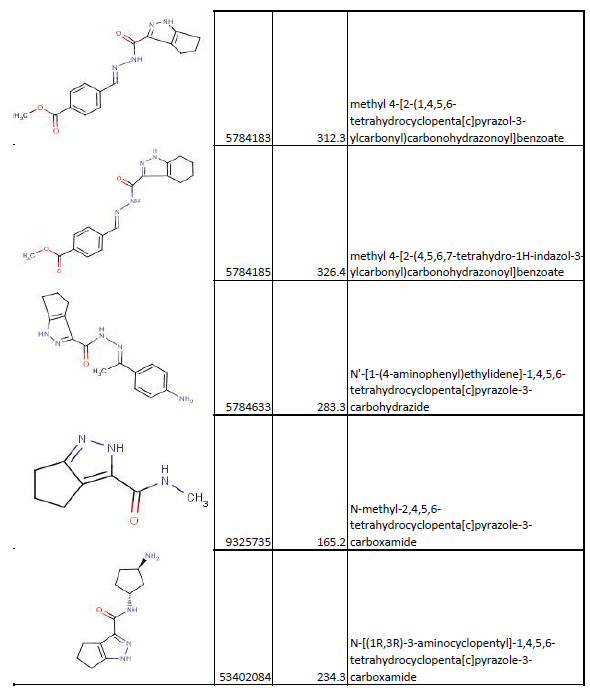 N NH
O
NH
N
O
H₃C
O
5784183 312.3
methyl 4-[2-(1,4,5,6-
tetrahydrocyclopenta[c]pyrazol-3-
ylcarbonyl)carbonohydrazonoyl]benzoate
H
N N
O
NH
N
O
H₃C
O
5784185 326.4
methyl 4-[2-(4,5,6,7-tetrahydro-1H-indazol-3-
ylcarbonyl)carbonohydrazonoyl]benzoate
HN N
H
N
N
O
H₃C
NH₂
5784633 283.3
N'-[1-(4-aminophenyl)ethylidene]-1,4,5,6-
tetrahydrocyclopenta[c]pyrazole-3-
carbohydrazide
N NH
H
N
CH₃
O
9325735 165.2
N-methyl-2,4,5,6-
tetrahydrocyclopenta[c]pyrazole-3-
carboxamide
NH₂
O NH
N
NH
53402084 234.3
N-[(1R,3R)-3-aminocyclopentyl]-1,4,5,6-
tetrahydrocyclopenta[c]pyrazole-3-
carboxamide